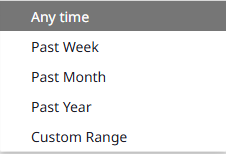 Any time
Past Week
Past Month
Past Year
Custom Range